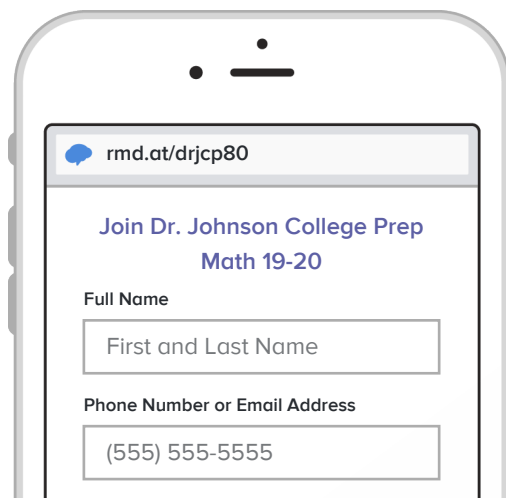 rmd.at/drjcp80
Join Dr. Johnson College Prep
Math 19-20
Full Name
First and Last Name
Phone Number or Email Address
(555) 555-5555